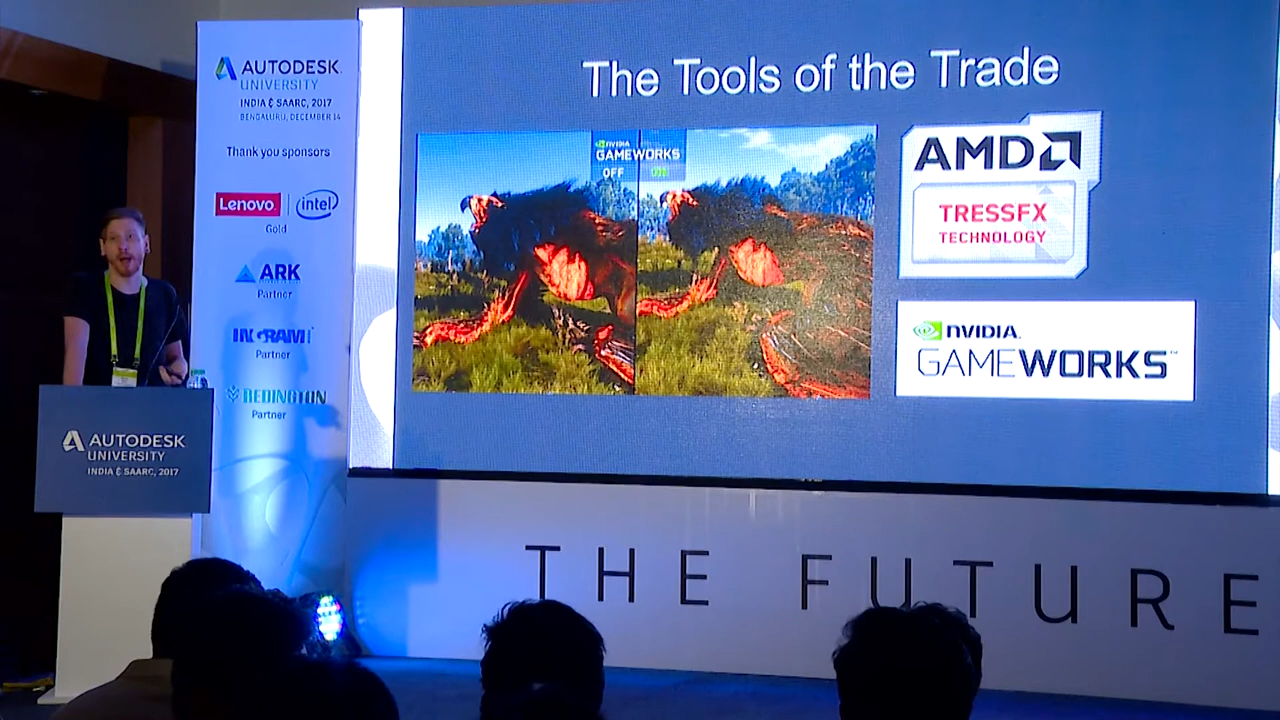 AUTODESK.
UNIVERSITY
INDIA & SAARC, 2017
BENGALURU, DECEMBER 14
Thank you sponsors
Lenovo
intel
Gold
ARK
Partner
INGRAM
Partner
REDINGTON
Partner
AUTODESK
UNIVERSITY
INDIA & SAARC, 2017
The Tools of the Trade
NVIDIA
GAMEWORKS
OFF ON
AMD
TRESSFX
TECHNOLOGY
NVIDIA.
GAMEWORKS™
THE FUTURE